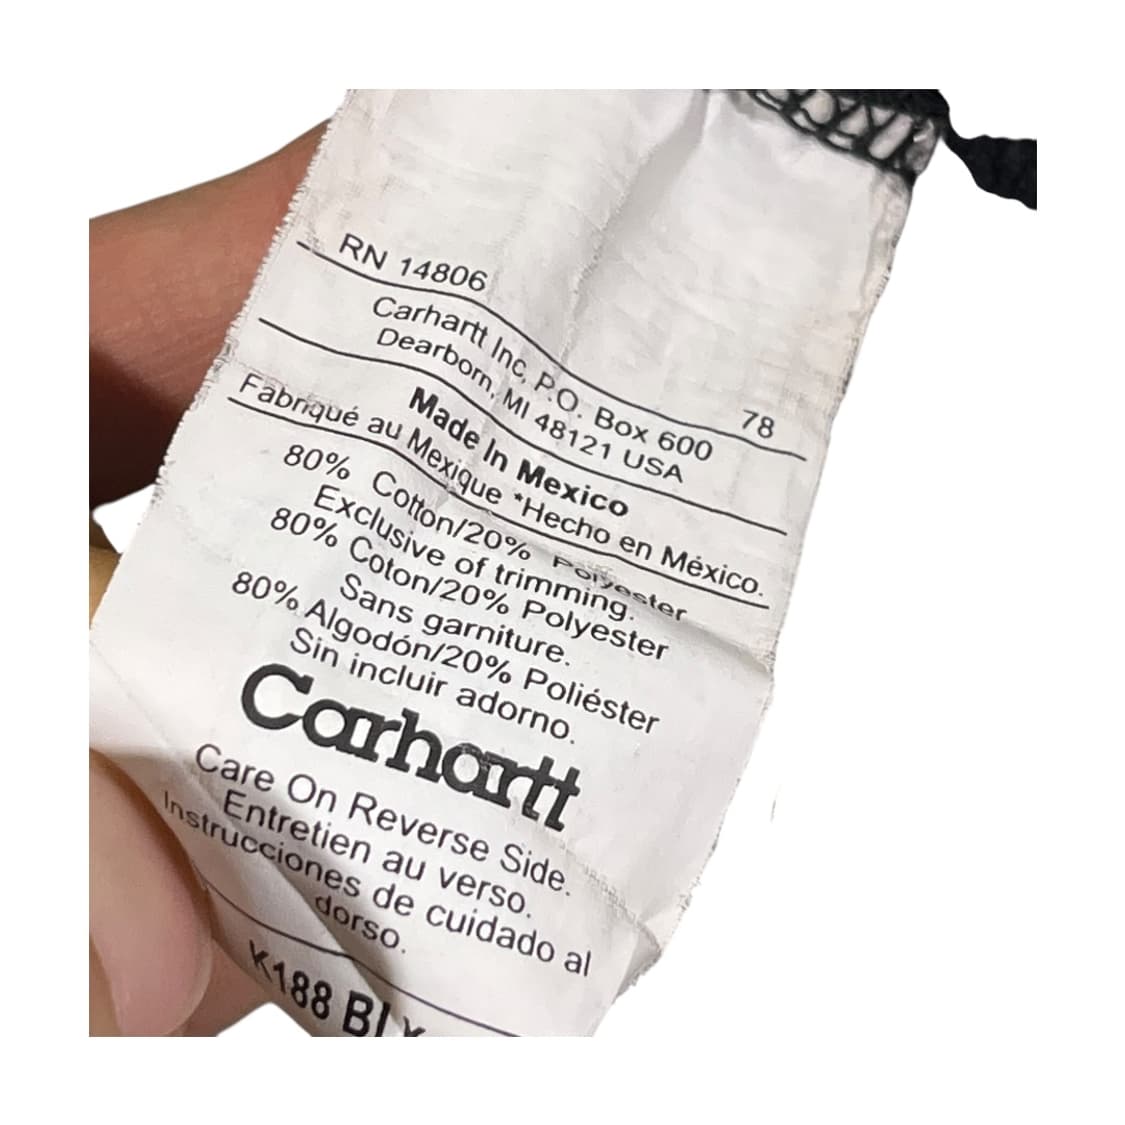 RN 14806
78
Carhartt Inc, P.O. Box 600
Dearborn, MI 48121 USA
Made In Mexico
Fabriqué au Mexique *Hecho en México.
80% Cotton/20% Polyester
Exclusive of trimming.
80% Coton/20% Polyester
Sans garniture.
80% Algodón/20% Poliéster
Sin incluir adorno.
Carhartt
Care On Reverse Side.
Entretien au verso.
Instrucciones de cuidado al
dorso.
K188 BLK